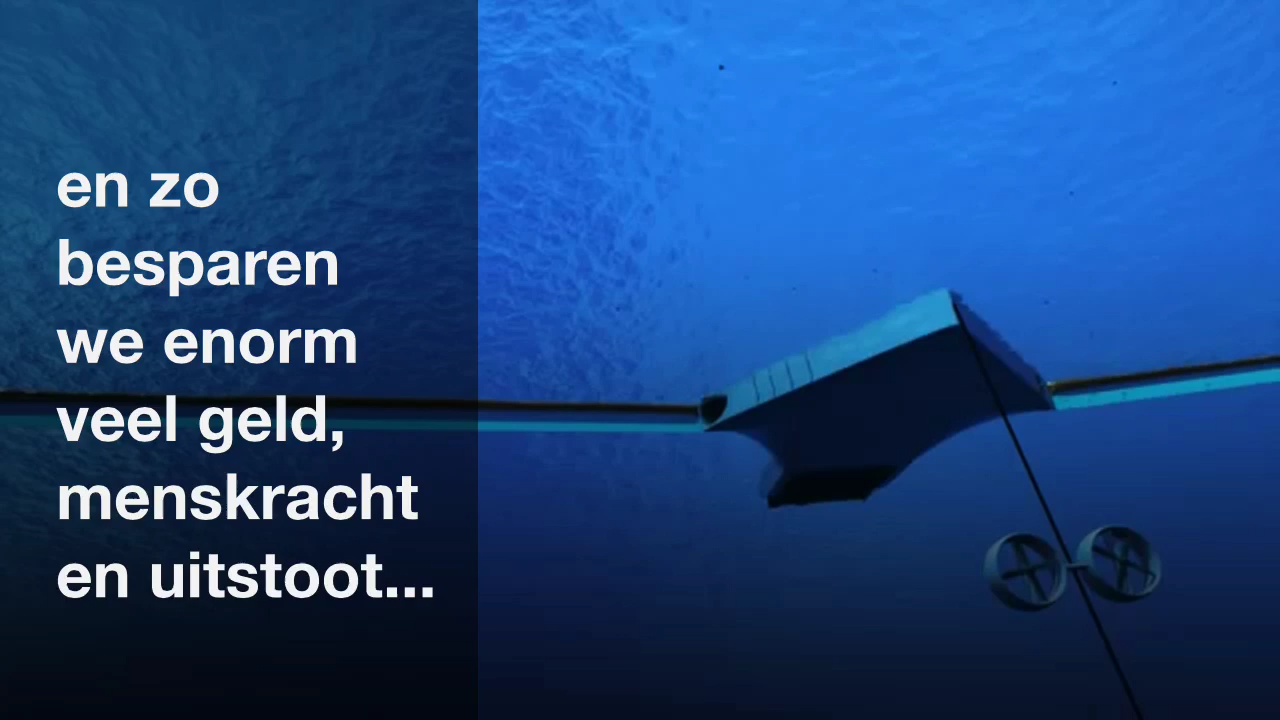 en zo
besparen
we enorm
veel geld,
menskracht
en uitstoot...